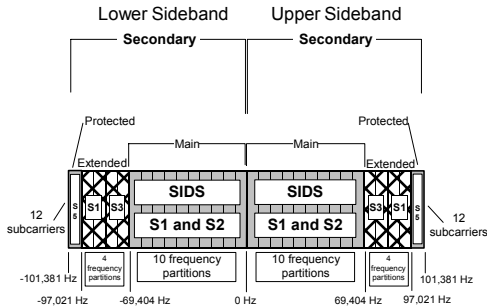 Lower Sideband Upper Sideband
Secondary Secondary
Protected Protected
Main Main
Extended Extended
SIDS SIDS
S5 S1 S3 S3 S1 S5
12 subcarriers
12 subcarriers
S1 and S2 S1 and S2
4 frequency partitions
10 frequency partitions
10 frequency partitions
4 frequency partitions
-101,381 Hz 101,381 Hz
-97,021 Hz -69,404 Hz 0 Hz 69,404 Hz 97,021 Hz